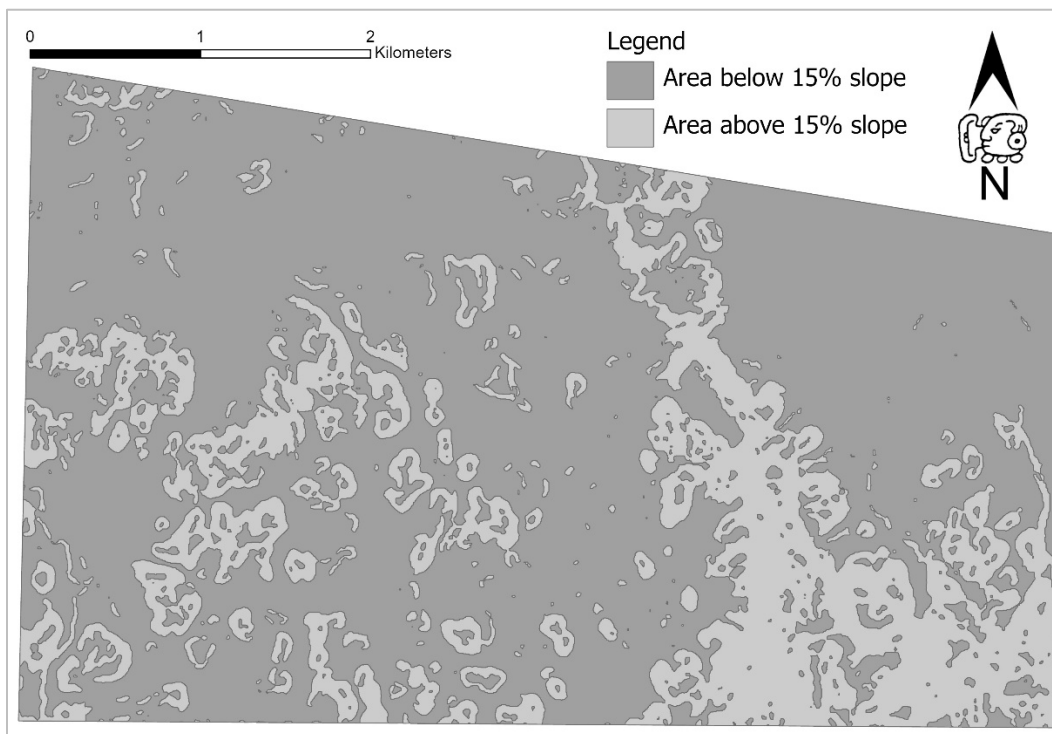 0 1 2
Kilometers
Legend
Area below 15% slope
Area above 15% slope
N